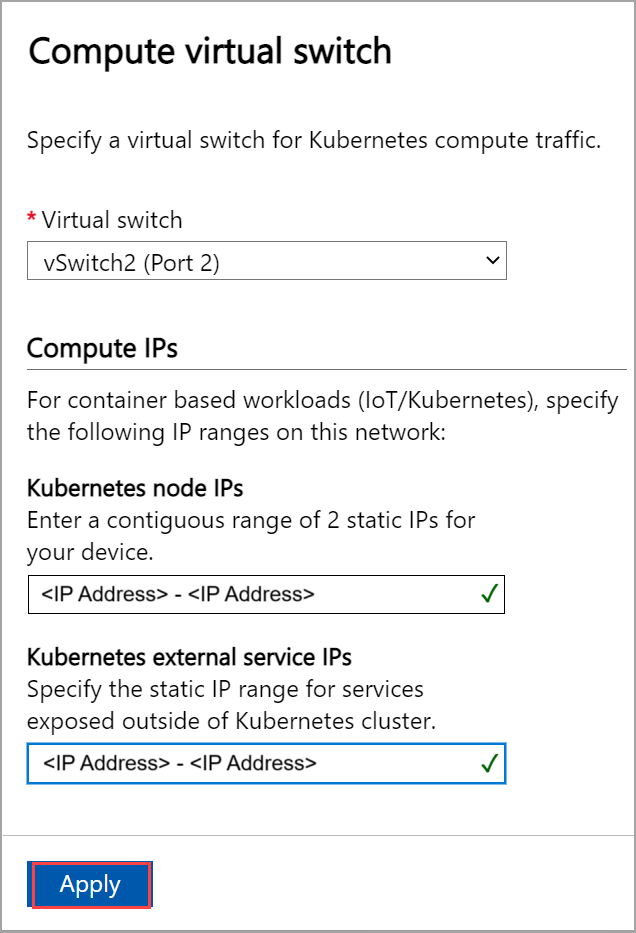 Compute virtual switch
Specify a virtual switch for Kubernetes compute traffic.
* Virtual switch
vSwitch2 (Port 2)
Compute IPs
For container based workloads (IoT/Kubernetes), specify
the following IP ranges on this network:
Kubernetes node IPs
Enter a contiguous range of 2 static IPs for
your device.
<IP Address> - <IP Address>
Kubernetes external service IPs
Specify the static IP range for services
exposed outside of Kubernetes cluster.
<IP Address> - <IP Address>
Apply